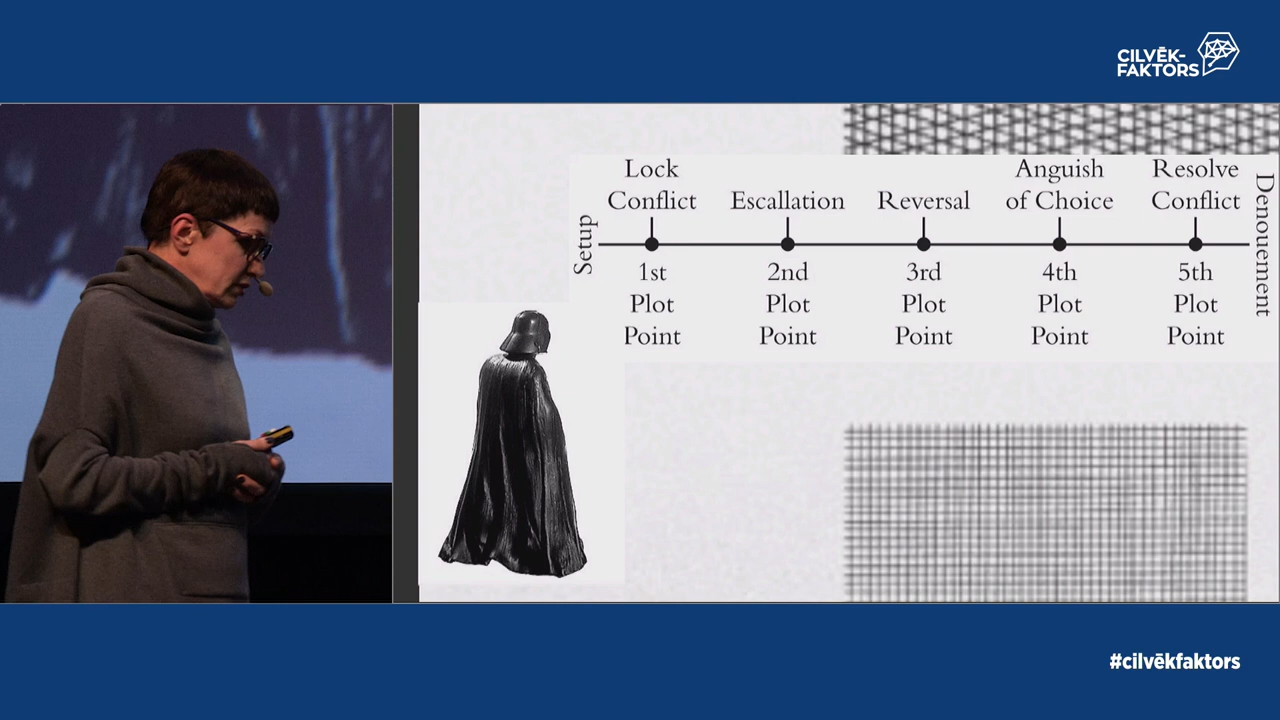 CILVĒK-
FAKTORS
Setup
Lock
Conflict
1st
Plot
Point
Escallation
2nd
Plot
Point
Reversal
3rd
Plot
Point
Anguish
of Choice
4th
Plot
Point
Resolve
Conflict
5th
Plot
Point
Denouement
#cilvēkfaktors